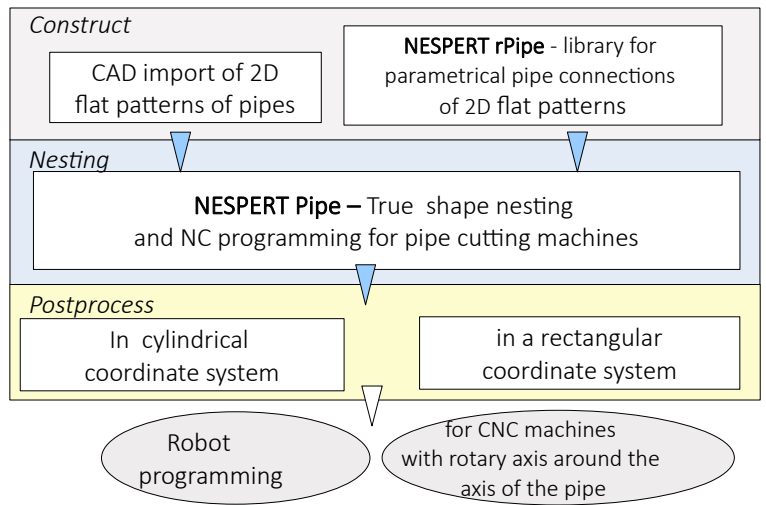 Construct
CAD import of 2D
flat patterns of pipes
NESPERT rPipe - library for
parametrical pipe connections
of 2D flat patterns
Nesting
NESPERT Pipe – True shape nesting
and NC programming for pipe cutting machines
Postprocess
In cylindrical
coordinate system
in a rectangular
coordinate system
Robot
programming
for CNC machines
with rotary axis around the
axis of the pipe